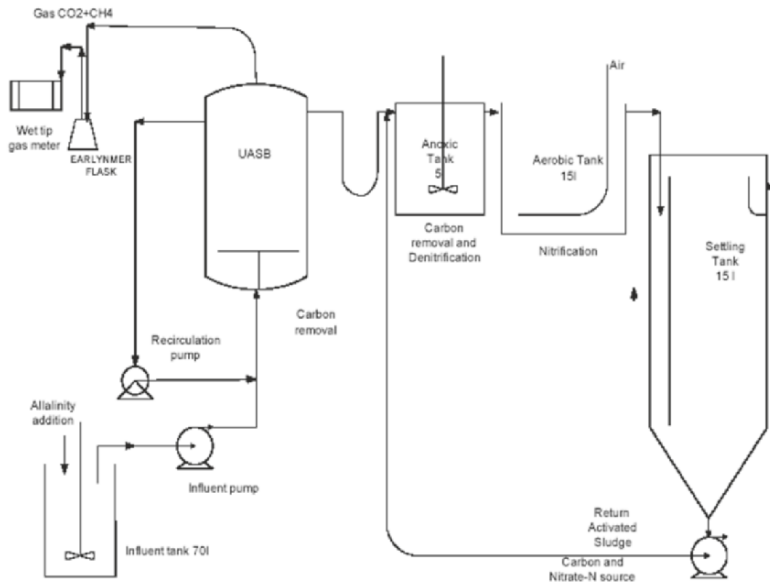 Gas CO2+CH4
Wet tip
gas meter
EARLYNMER
FLASK
UASB
Anoxic
Tank
5
Air
Aerobic Tank
15l
Carbon
removal and
Denitrification
Nitrification
Settling
Tank
15 l
Carbon
removal
Recirculation
pump
Allalinity
addition
Influent pump
Influent tank 70l
Return
Activated
Sludge
Carbon and
Nitrate-N source